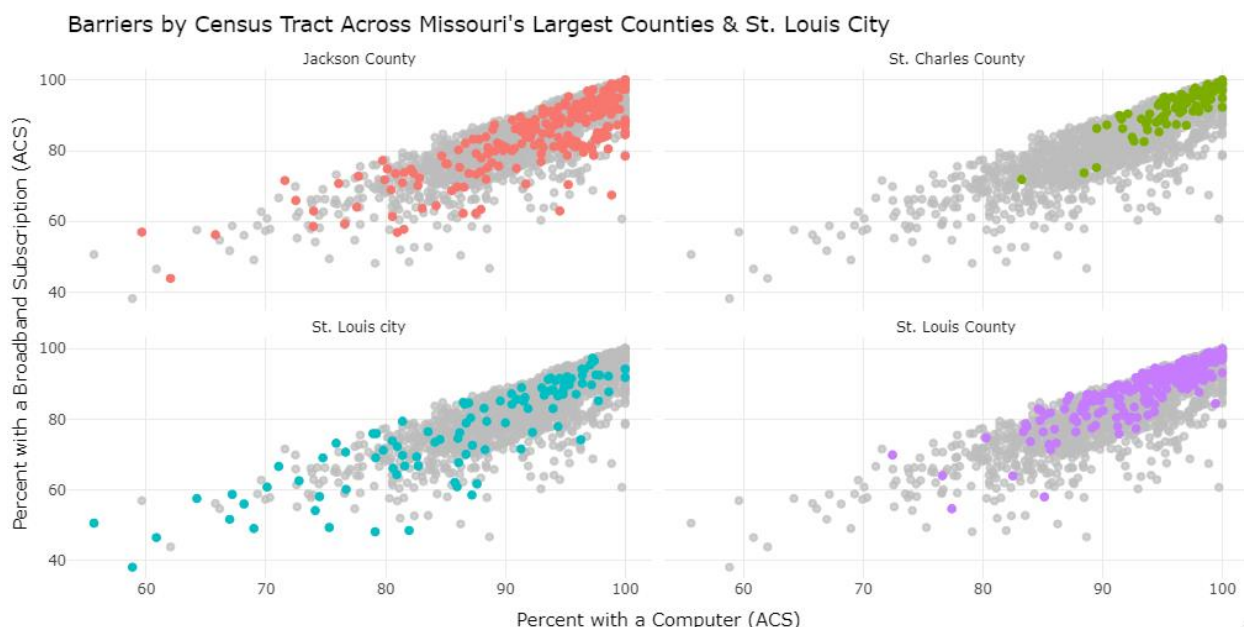 Barriers by Census Tract Across Missouri's Largest Counties & St. Louis City
Jackson County
St. Charles County
100
80
60
40
St. Louis city
St. Louis County
100
80
60
40
60 70 80 90 100 60 70 80 90 100
Percent with a Broadband Subscription (ACS)
Percent with a Computer (ACS)